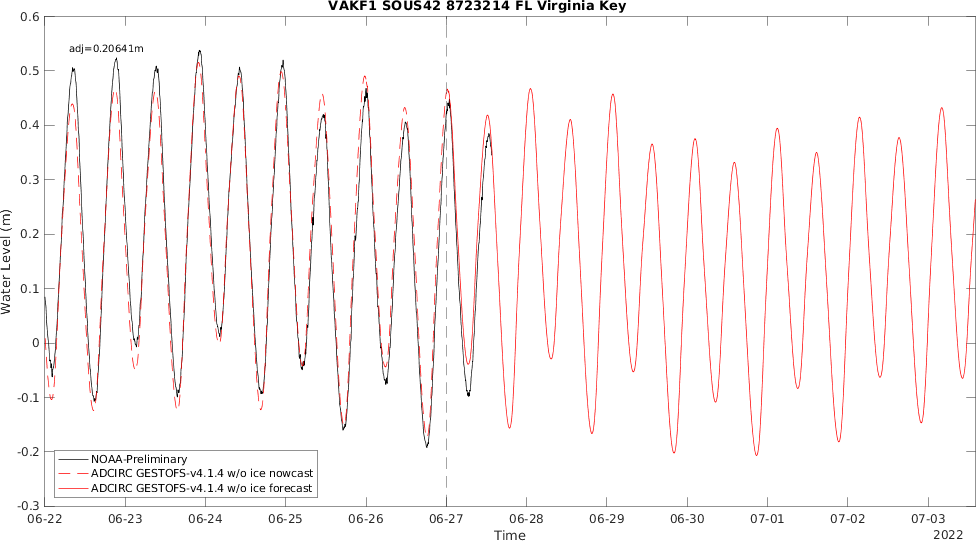 VAKF1 SOUS42 8723214 FL Virginia Key
adj=0.20641m
0.6
0.5
0.4
0.3
0.2
0.1
0
-0.1
-0.2
-0.3
Water Level (m)
NOAA-Preliminary
ADCIRC GESTOFS-v4.1.4 w/o ice nowcast
ADCIRC GESTOFS-v4.1.4 w/o ice forecast
06-22 06-23 06-24 06-25 06-26 06-27 06-28 06-29 06-30 07-01 07-02 07-03
Time
2022